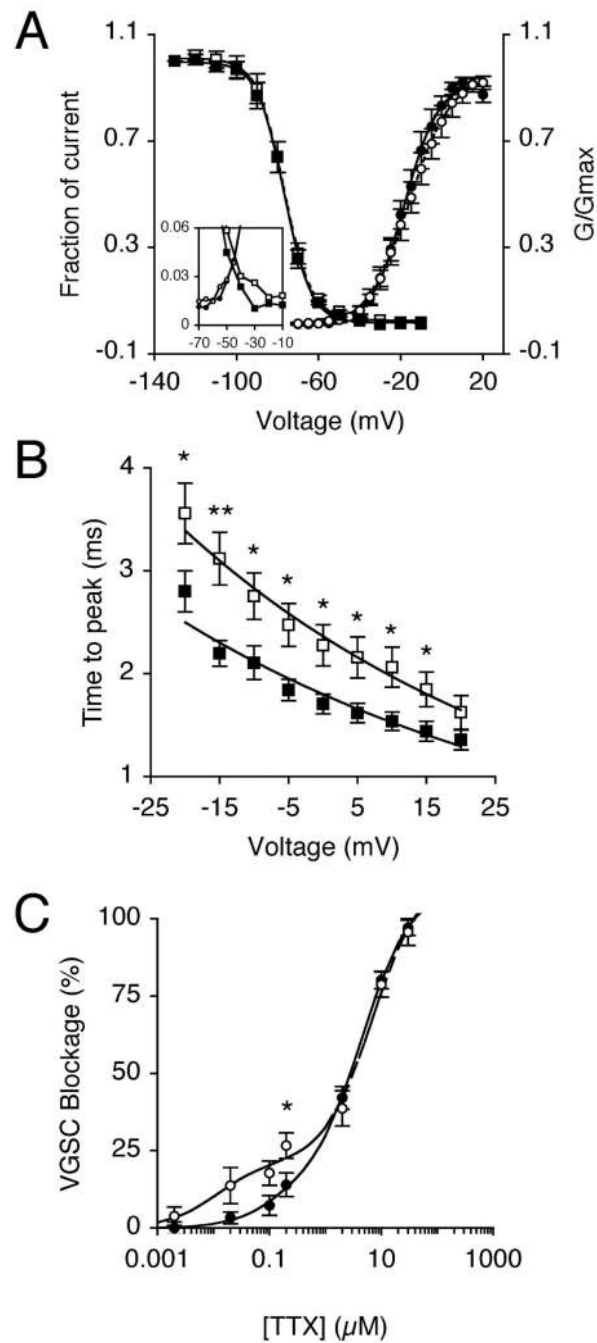 A
1.1
0.7
0.3
-0.1
Fraction of current
1.1
0.7
0.3
-0.1
G/Gmax
0.06
0.03
0
-70 -50 -30 -10
-140 -100 -60 -20 20
Voltage (mV)
B
4
3
2
1
Time to peak (ms)
* ** * * * * * *
-25 -15 -5 5 15 25
Voltage (mV)
C
100
75
50
25
0
VGSC Blockage (%)
*
0.001 0.1 10 1000
[TTX] (µM)